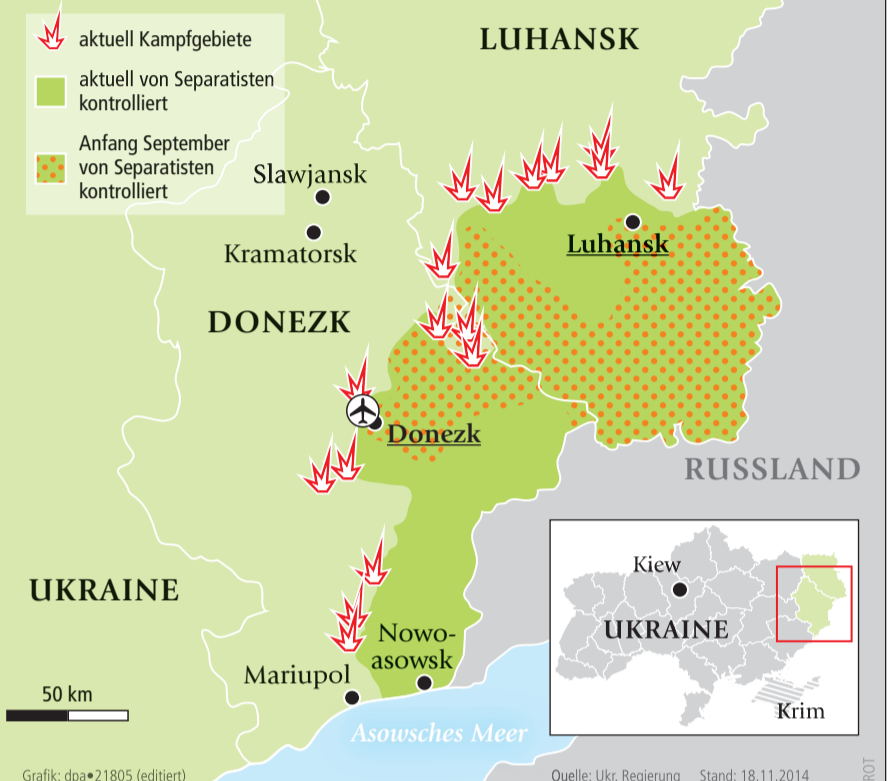 aktuell Kampfgebiete
aktuell von Separatisten
kontrolliert
Anfang September
von Separatisten
kontrolliert
LUHANSK
Slawjansk
Kramatorsk
Luhansk
DONEZK
Donezk
RUSSLAND
UKRAINE
Nowo-
asowsk
Mariupol
50 km
Asowsches Meer
Kiew
UKRAINE
Krim
Grafik: dpa•21805 (editiert)
Quelle: Ukr. Regierung
Stand: 18.11.2014
ROT